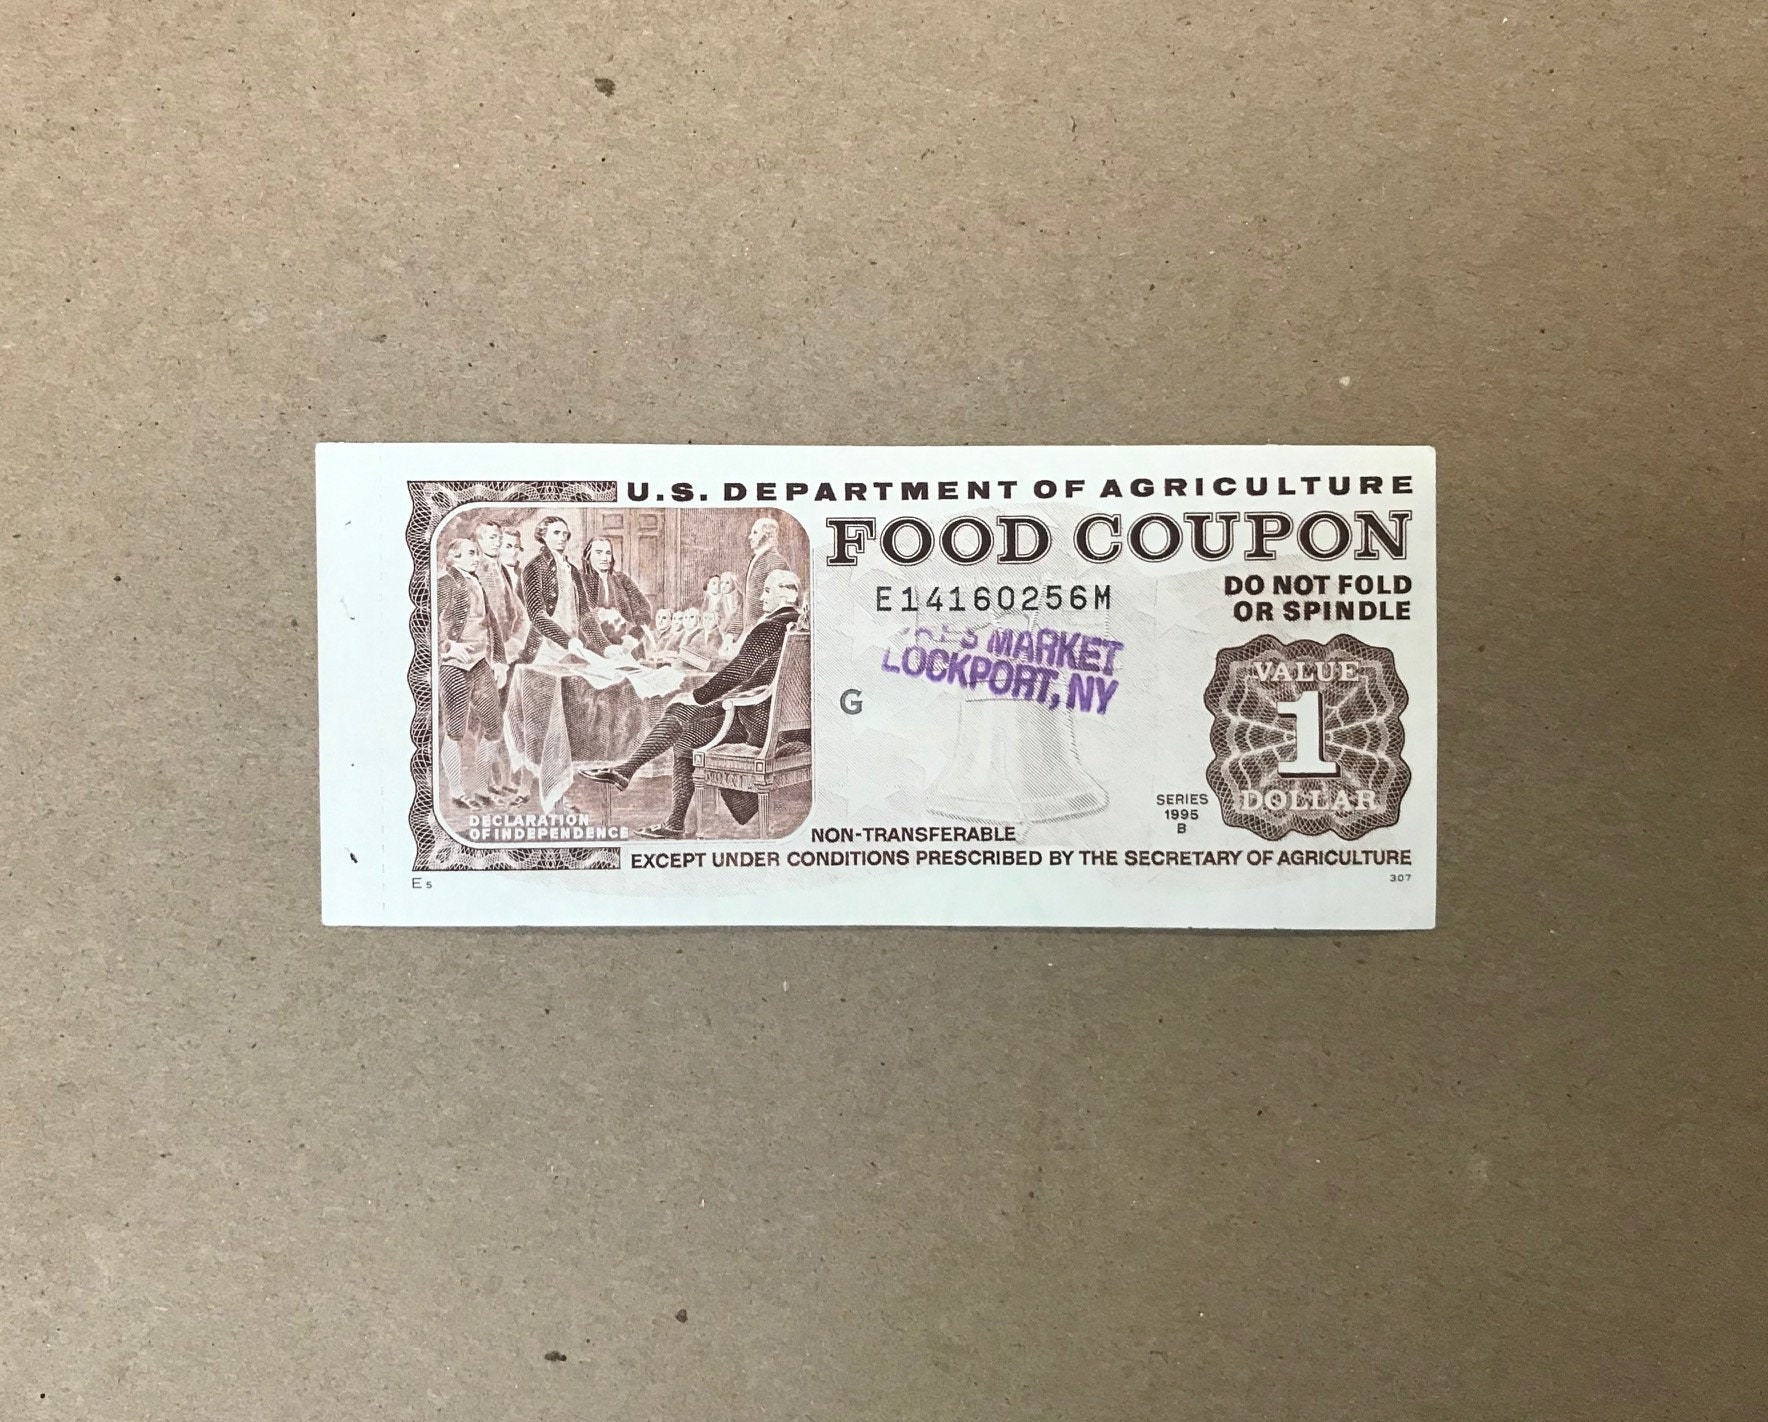 U.S. DEPARTMENT OF AGRICULTURE
FOOD COUPON
E14160256M
DO NOT FOLD
OR SPINDLE
MARKET
LOCKPORT, NY
G
VALUE
1
DOLLAR
SERIES
1995
B
DECLARATION
OF INDEPENDENCE
NON-TRANSFERABLE
EXCEPT UNDER CONDITIONS PRESCRIBED BY THE SECRETARY OF AGRICULTURE
E 5
307